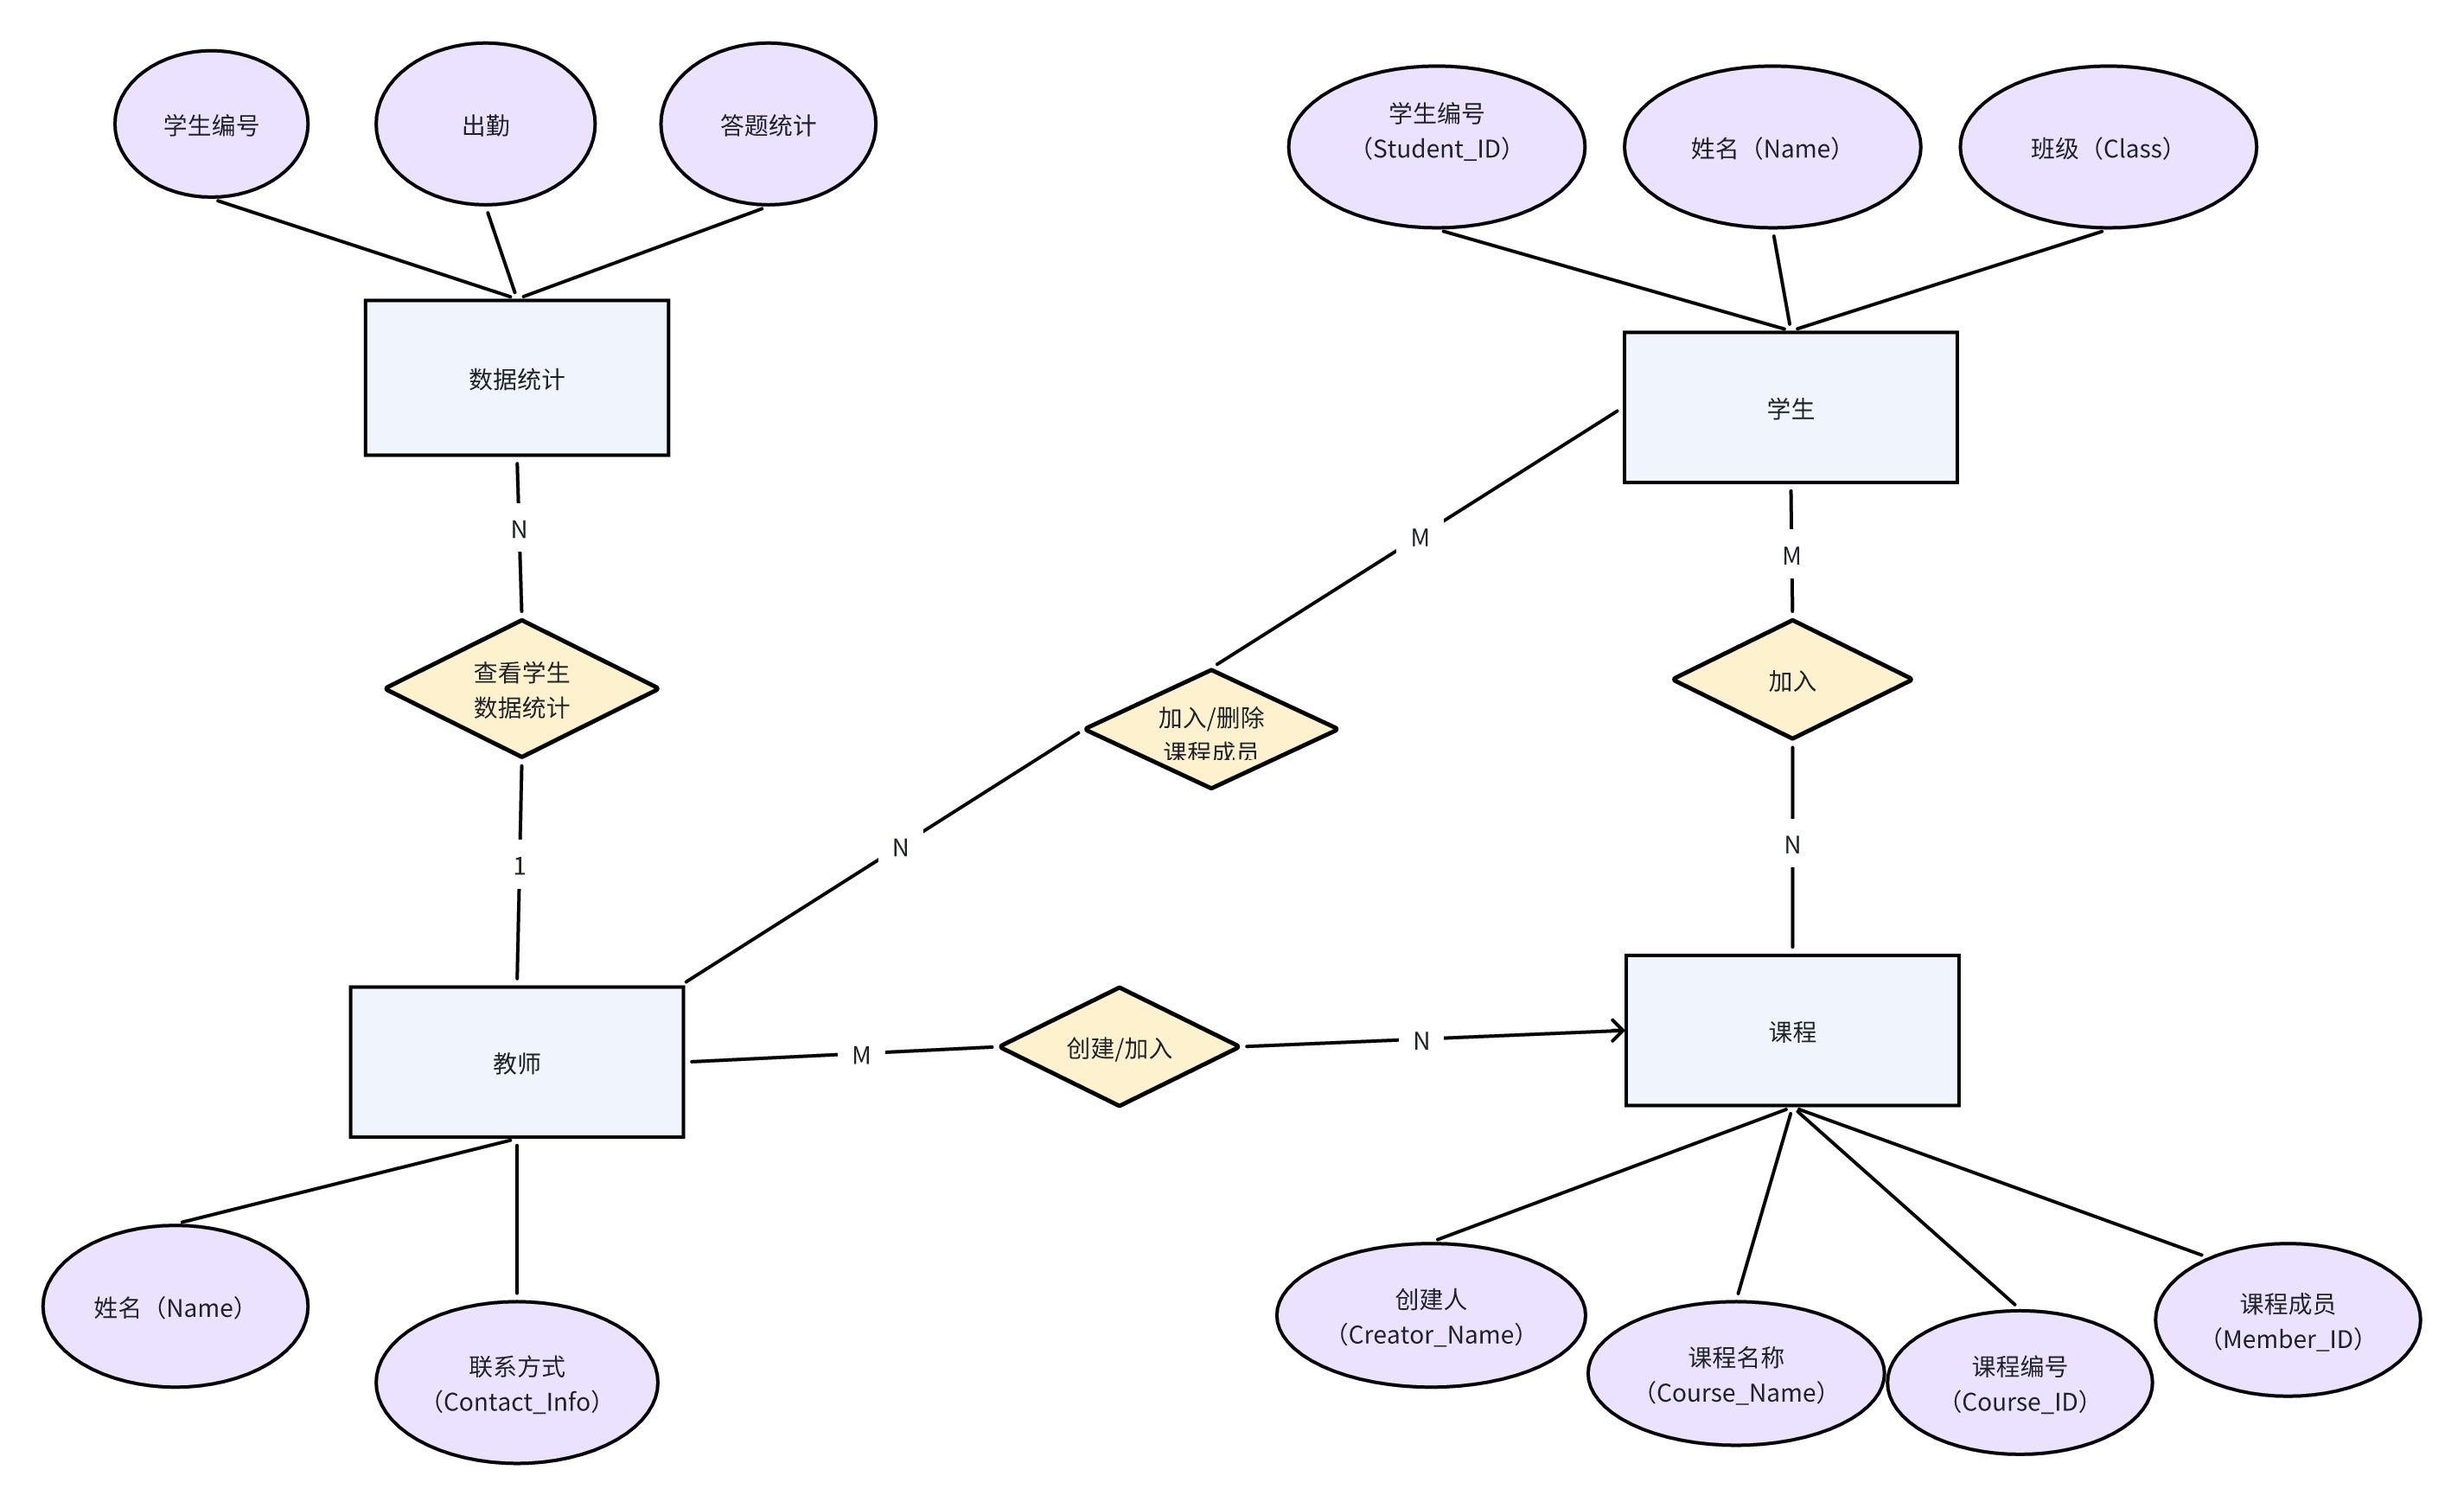 学生编号
出勤
答题统计
学生编号
（Student_ID）
姓名（Name）
班级（Class）
数据统计
学生
N
M
M
查看学生
数据统计
加入/删除
课程成员
加入
N
N
1
教师
M
创建/加入
N
课程
姓名（Name）
联系方式
（Contact_Info）
创建人
（Creator_Name）
课程名称
（Course_Name）
课程编号
（Course_ID）
课程成员
（Member_ID）